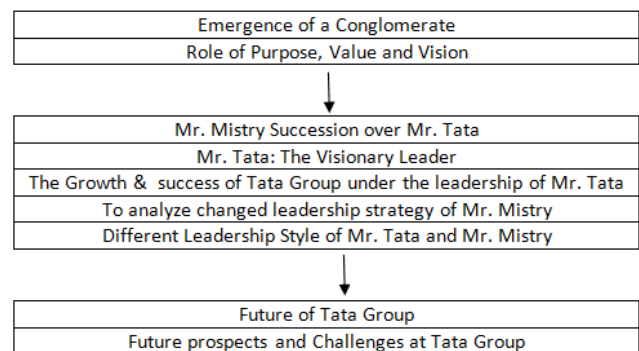 Emergence of a Conglomerate
Role of Purpose, Value and Vision
Mr. Mistry Succession over Mr. Tata
Mr. Tata: The Visionary Leader
The Growth & success of Tata Group under the leadership of Mr. Tata
To analyze changed leadership strategy of Mr. Mistry
Different Leadership Style of Mr. Tata and Mr. Mistry
Future of Tata Group
Future prospects and Challenges at Tata Group